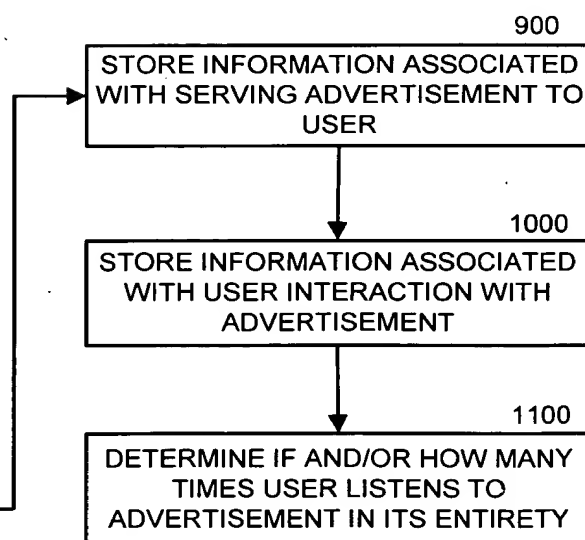 900
STORE INFORMATION ASSOCIATED
WITH SERVING ADVERTISEMENT TO
USER
1000
STORE INFORMATION ASSOCIATED
WITH USER INTERACTION WITH
ADVERTISEMENT
1100
DETERMINE IF AND/OR HOW MANY
TIMES USER LISTENS TO
ADVERTISEMENT IN ITS ENTIRETY